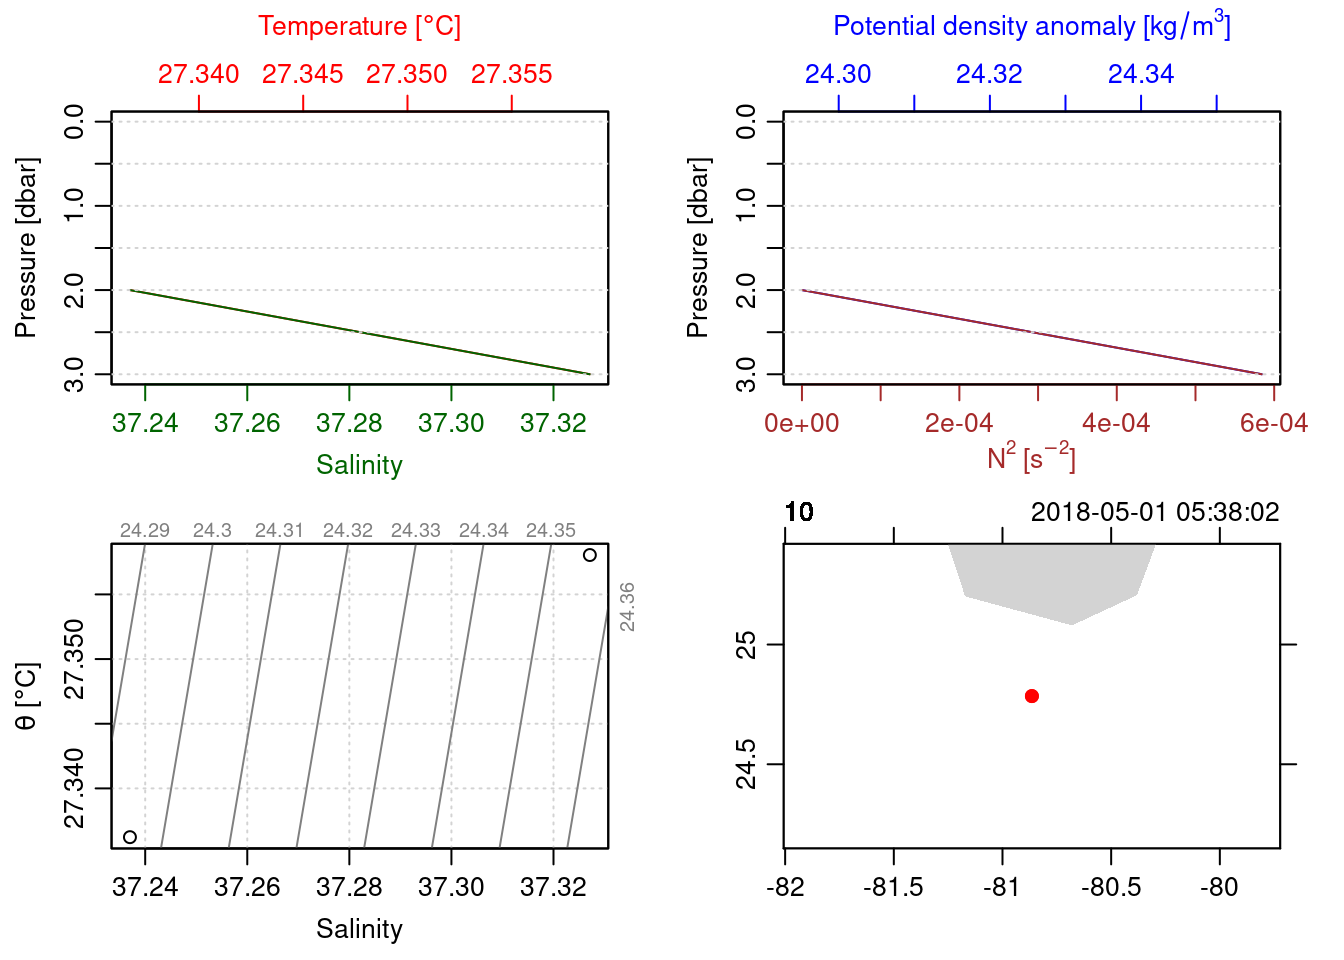 Temperature [°C]
27.340 27.345 27.350 27.355
0.0
1.0
2.0
3.0
Pressure [dbar]
37.24 37.26 37.28 37.30 37.32
Salinity
Potential density anomaly [kg/m³]
24.30 24.32 24.34
0.0
1.0
2.0
3.0
Pressure [dbar]
0e+00 2e-04 4e-04 6e-04
N² [s⁻²]
24.29 24.3 24.31 24.32 24.33 24.34 24.35
24.36
27.350
27.340
θ [°C]
37.24 37.26 37.28 37.30 37.32
Salinity
10 2018-05-01 05:38:02
25
24.5
-82 -81.5 -81 -80.5 -80